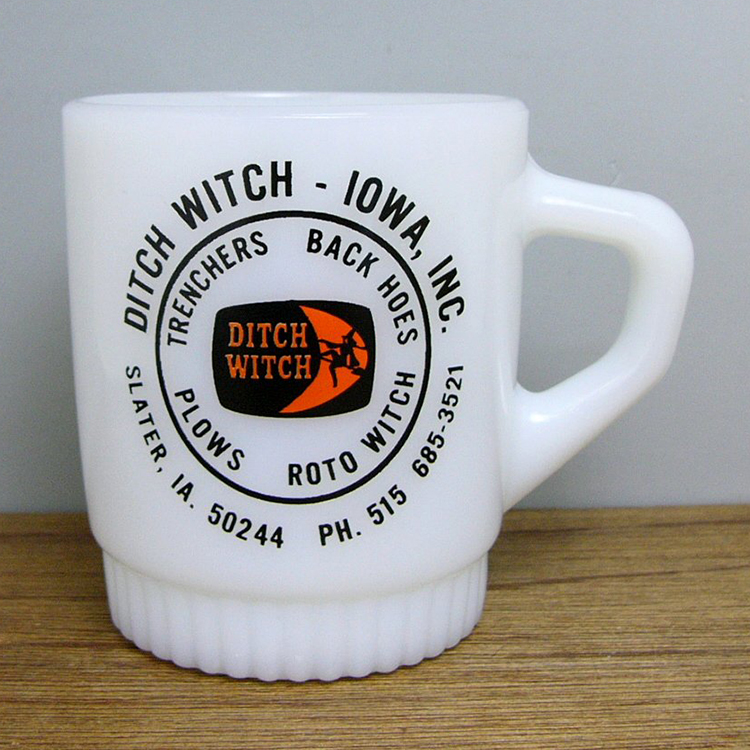 DITCH WITCH - IOWA, INC.
TRENCHERS BACK HOES
DITCH
WITCH
PLOWS ROTO WITCH
SLATER, IA. 50244 PH. 515 685-3521